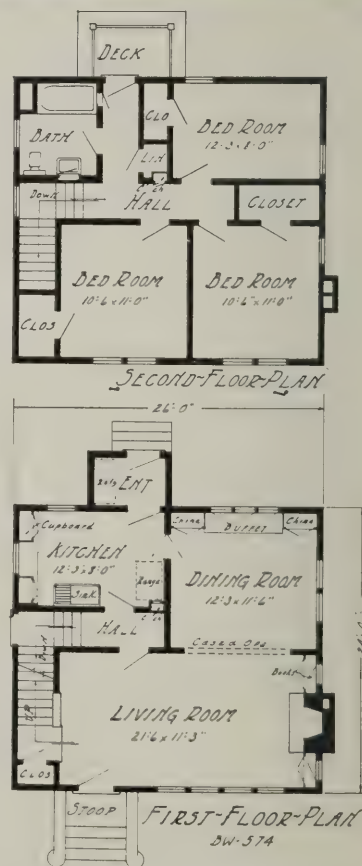 DECK
CLO
BED ROOM
12-3 x 8-0"
BATH
LIN
DOWN
HALL
CLOSET
BED ROOM
10'-6 x 11'-0"
BED ROOM
10'-6" x 11'-0"
CLOS
SECOND-FLOOR-PLAN
26'-0"
ENT
Cupboard
China
BUFFET
China
KITCHEN
12'-3 x 8'-0"
Range
DINING ROOM
12'-3 x 11'-6"
Sink
HALL
Cased Opg
Down
Books
UP
LIVING ROOM
21'-6 x 11'-3"
CLOS
STOOP
FIRST-FLOOR-PLAN
BW-574